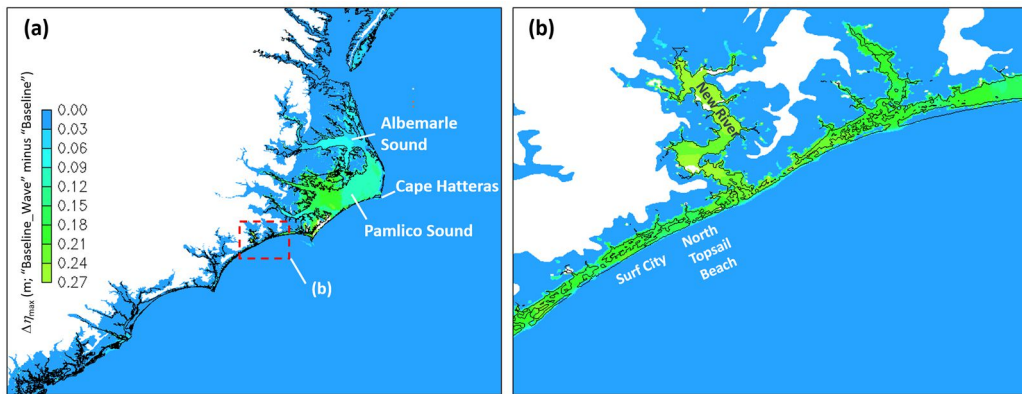 (a)
0.00
0.03
0.06
0.09
0.12
0.15
0.18
0.21
0.24
0.27
Δηmax (m; “Baseline_Wave” minus “Baseline”)
Albemarle
Sound
Cape Hatteras
Pamlico Sound
(b)
(b)
New River
North
Topsail
Beach
Surf City